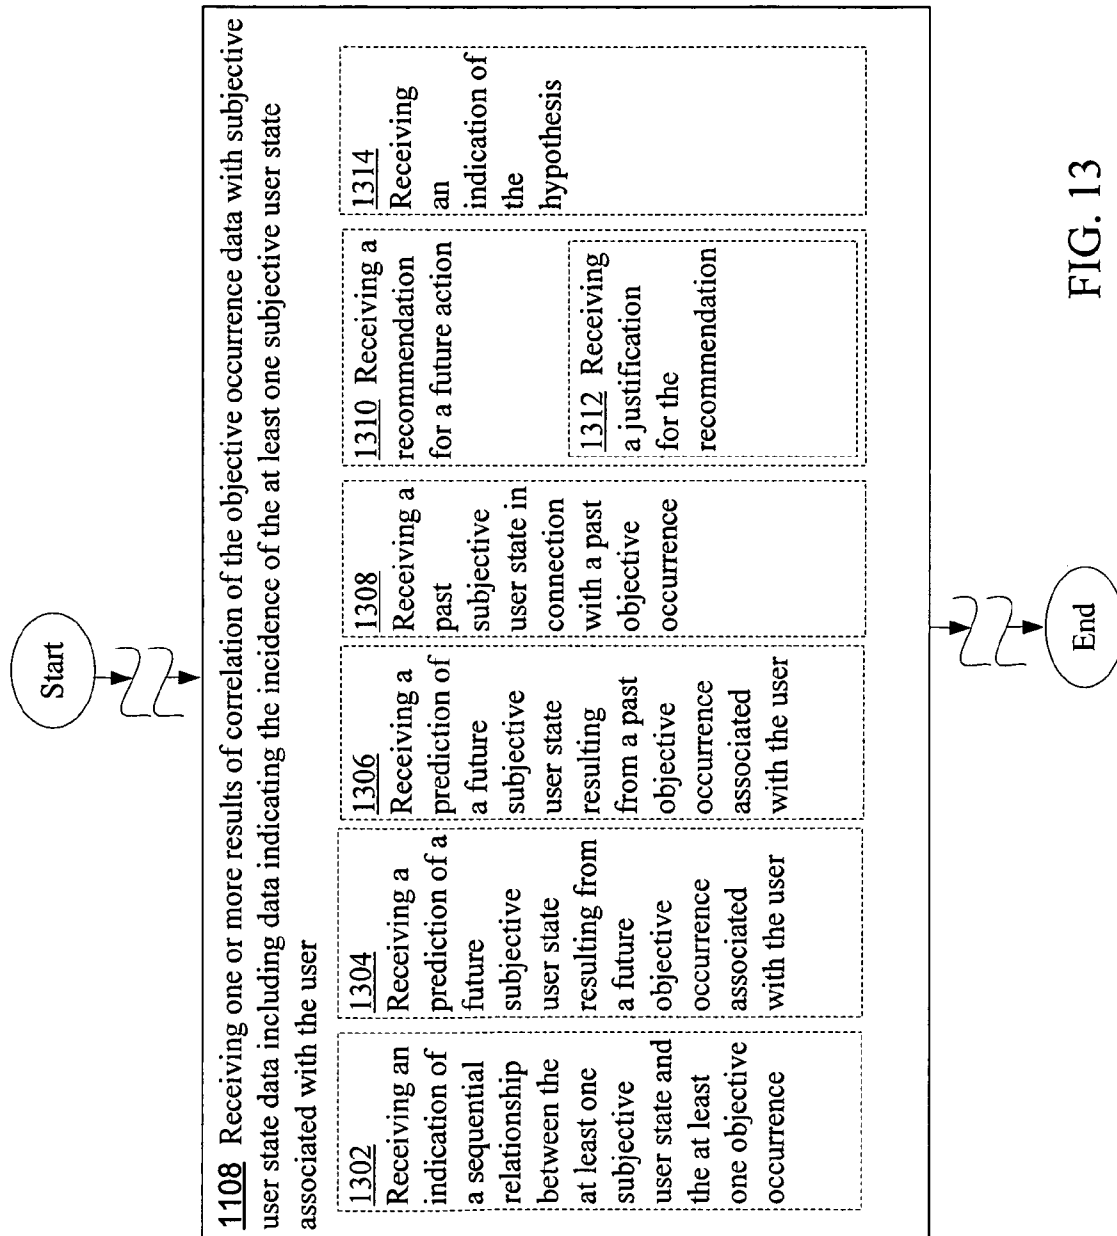 Start
1108 Receiving one or more results of correlation of the objective occurrence data with subjective
user state data including data indicating the incidence of the at least one subjective user state
associated with the user
1302
Receiving an
indication of
a sequential
relationship
between the
at least one
subjective
user state and
the at least
one objective
occurrence
1304
Receiving a
prediction of a
future
subjective
user state
resulting from
a future
objective
occurrence
associated
with the user
1306
Receiving a
prediction of
a future
subjective
user state
resulting
from a past
objective
occurrence
associated
with the user
1308
Receiving a
past
subjective
user state in
connection
with a past
objective
occurrence
1310 Receiving a
recommendation
for a future action
1312 Receiving
a justification
for the
recommendation
1314
Receiving
an
indication of
the
hypothesis
End
FIG. 13